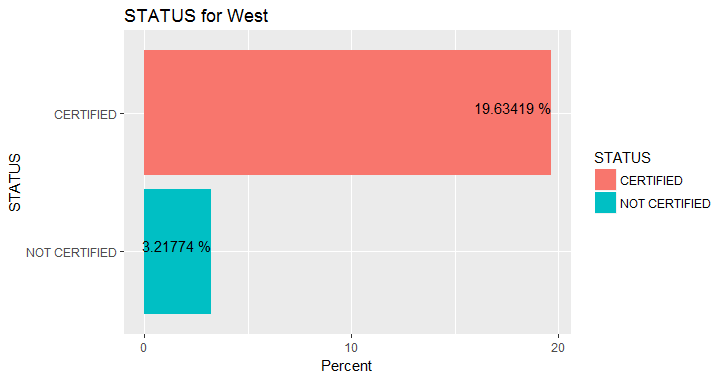 STATUS for West
STATUS
CERTIFIED
19.63419 %
NOT CERTIFIED
3.21774 %
0
10
20
Percent
STATUS
CERTIFIED
NOT CERTIFIED